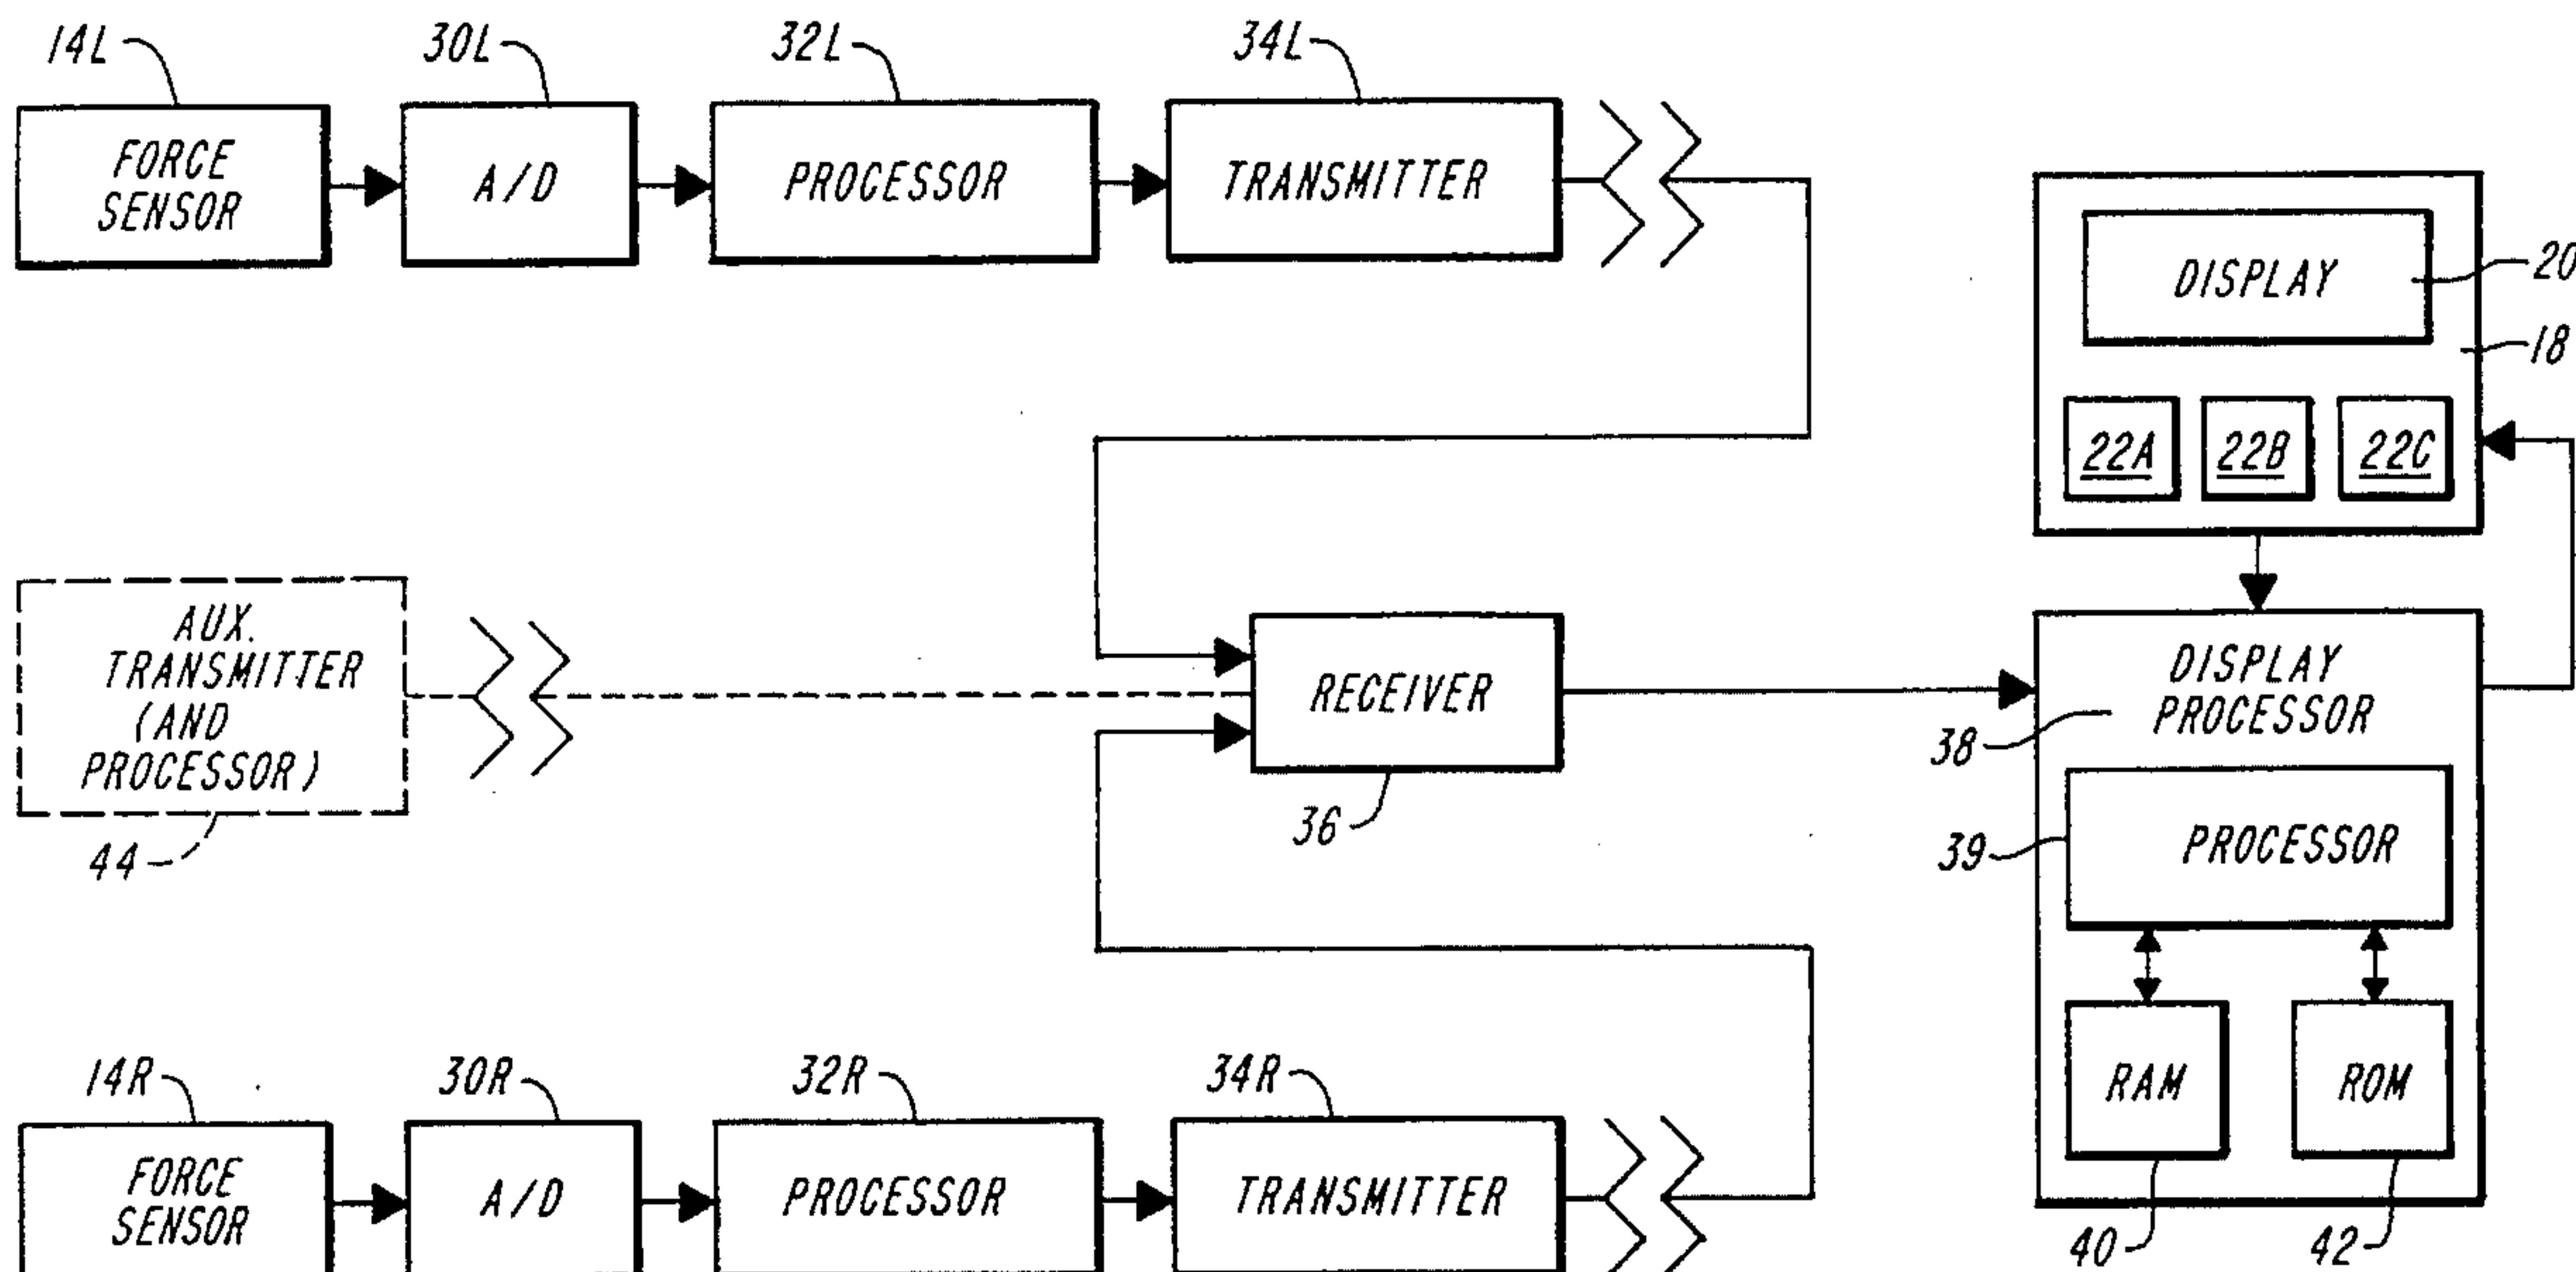 14L
30L
32L
34L
FORCE
SENSOR
A/D
PROCESSOR
TRANSMITTER
DISPLAY
20
18
22A
22B
22C
AUX.
TRANSMITTER
(AND
PROCESSOR)
44
RECEIVER
36
DISPLAY
PROCESSOR
38
39
PROCESSOR
RAM
ROM
40
42
14R
30R
32R
34R
FORCE
SENSOR
A/D
PROCESSOR
TRANSMITTER